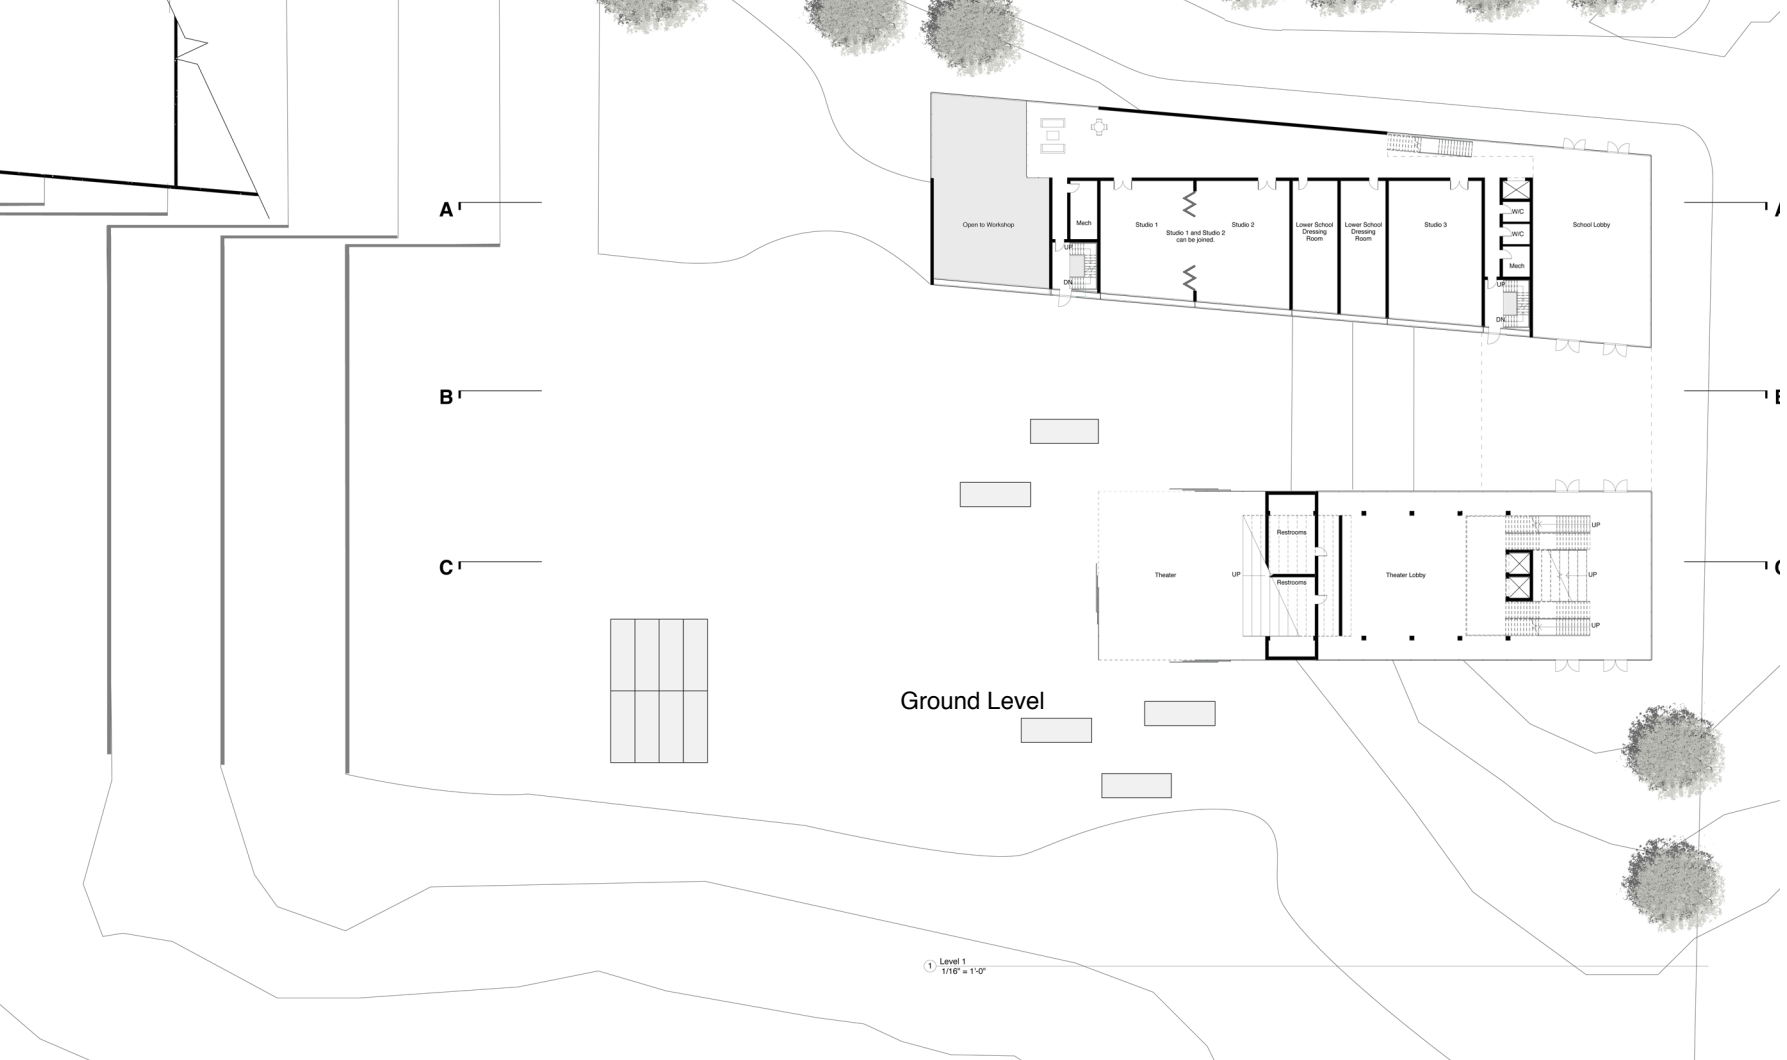 A
A
Open to Workshop
Mech
UP
DN
Studio 1
Studio 2
Studio 1 and Studio 2
can be joined.
Lower School
Dressing
Room
Lower School
Dressing
Room
Studio 3
W/C
W/C
Mech
UP
DN
School Lobby
B
C
Theater
UP
Restrooms
Restrooms
Theater Lobby
UP
UP
UP
Ground Level
1
Level 1
1/16" = 1'-0"